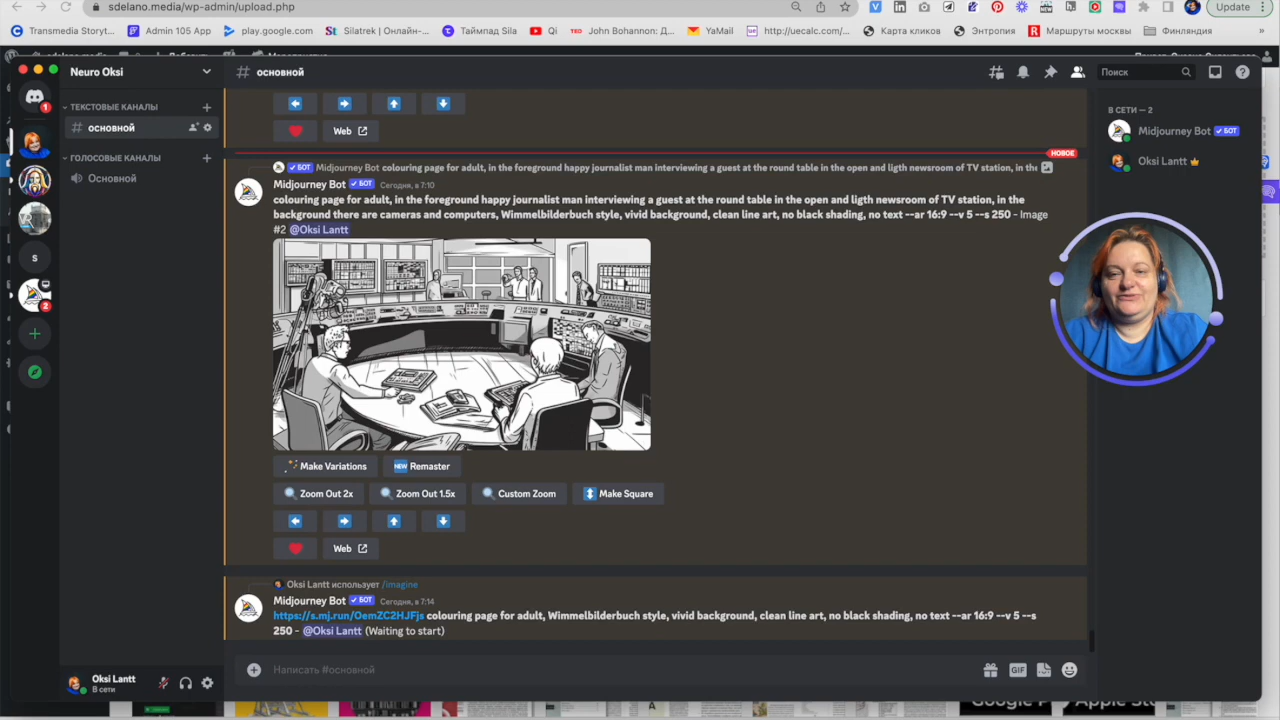 sdelano.media/wp-admin/upload.php
Update
Transmedia Storyt...
Admin 105 App
play.google.com
Silatrek | Онлайн-...
Таймпад Sila
Qi
TED John Bohannon: D...
YaMail
http://uecalc.com/...
Карта кликов
Энтропия
Маршруты москвы
Финляндия
Neuro Oksi
основной
Поиск
ТЕКСТОВЫЕ КАНАЛЫ
основной
ГОЛОСОВЫЕ КАНАЛЫ
Основной
В СЕТИ — 2
Midjourney Bot БОТ
Oksi Lantt
Web
НОВОЕ
БОТ Midjourney Bot colouring page for adult, in the foreground happy journalist man interviewing a guest at the round table in the open and ligth newsroom of TV station, in the
Midjourney Bot БОТ Сегодня, в 7:10
colouring page for adult, in the foreground happy journalist man interviewing a guest at the round table in the open and ligth newsroom of TV station, in the
background there are cameras and computers, Wimmelbilderbuch style, vivid background, clean line art, no black shading, no text --ar 16:9 --v 5 --s 250 - Image
#2 @Oksi Lantt
Make Variations
NEW Remaster
Zoom Out 2x
Zoom Out 1.5x
Custom Zoom
Make Square
Web
Oksi Lantt использует /imagine
Midjourney Bot БОТ Сегодня, в 7:14
https://s.mj.run/OemZC2HJFjs colouring page for adult, Wimmelbilderbuch style, vivid background, clean line art, no black shading, no text --ar 16:9 --v 5 --s
250 - @Oksi Lantt (Waiting to start)
Написать #основной
GIF
Oksi Lantt
В сети
S
1
2